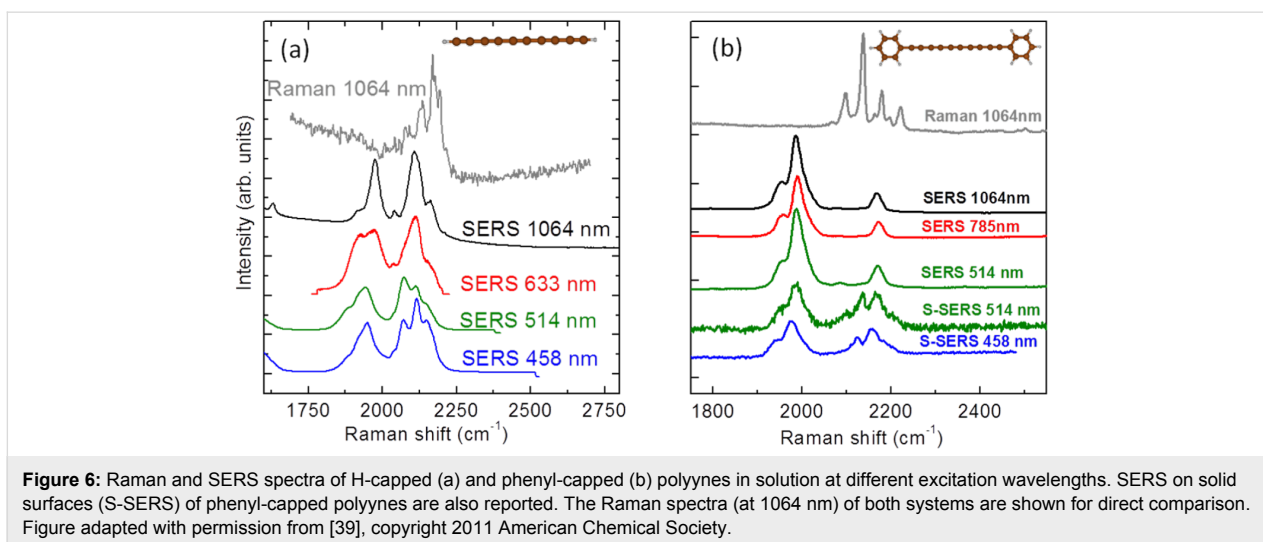 (a)
Raman 1064 nm
SERS 1064 nm
SERS 633 nm
SERS 514 nm
SERS 458 nm
Intensity (arb. units)
1750 2000 2250 2500 2750
Raman shift (cm-1)
(b)
Raman 1064nm
SERS 1064nm
SERS 785nm
SERS 514 nm
S-SERS 514 nm
S-SERS 458 nm
1800 2000 2200 2400
Raman shift (cm-1)
Figure 6: Raman and SERS spectra of H-capped (a) and phenyl-capped (b) polyynes in solution at different excitation wavelengths. SERS on solid
surfaces (S-SERS) of phenyl-capped polyynes are also reported. The Raman spectra (at 1064 nm) of both systems are shown for direct comparison.
Figure adapted with permission from [39], copyright 2011 American Chemical Society.